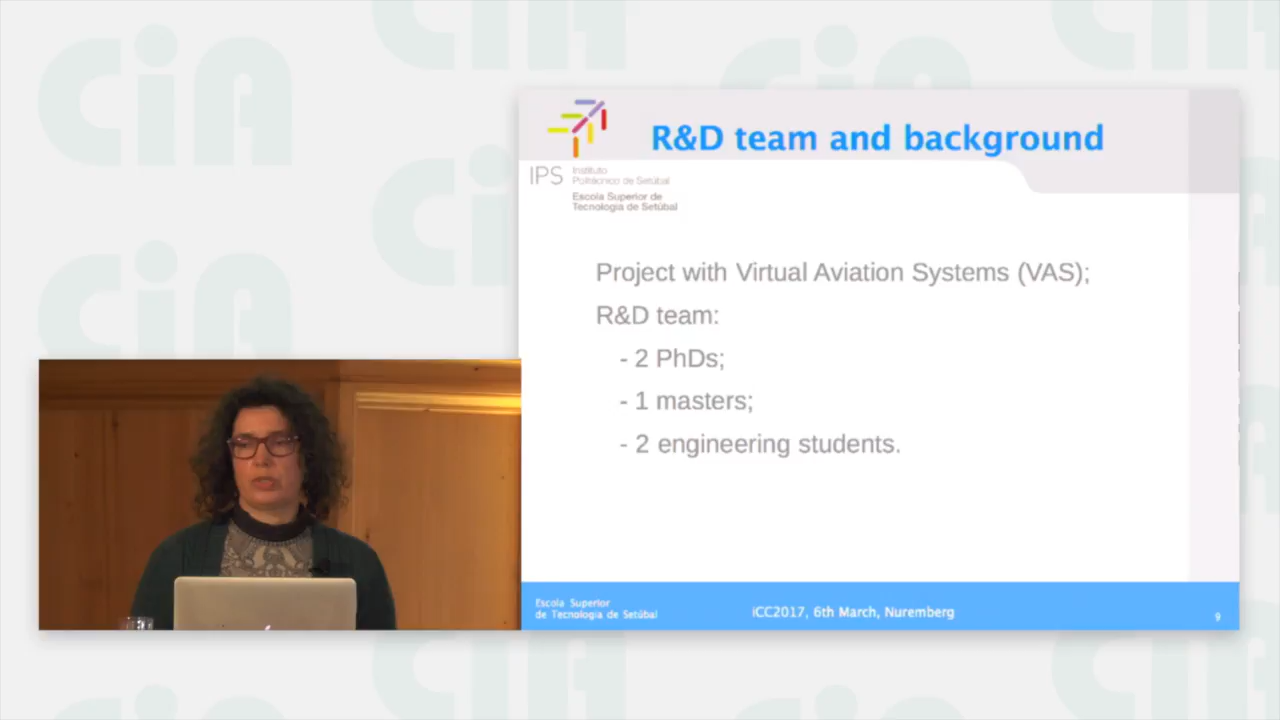 CiA
R&D team and background
IPS
Instituto
Politécnico de Setúbal
Escola Superior de
Tecnologia de Setúbal
Project with Virtual Aviation Systems (VAS);
R&D team:
- 2 PhDs;
- 1 masters;
- 2 engineering students.
Escola Superior
de Tecnologia de Setúbal
iCC2017, 6th March, Nuremberg
9